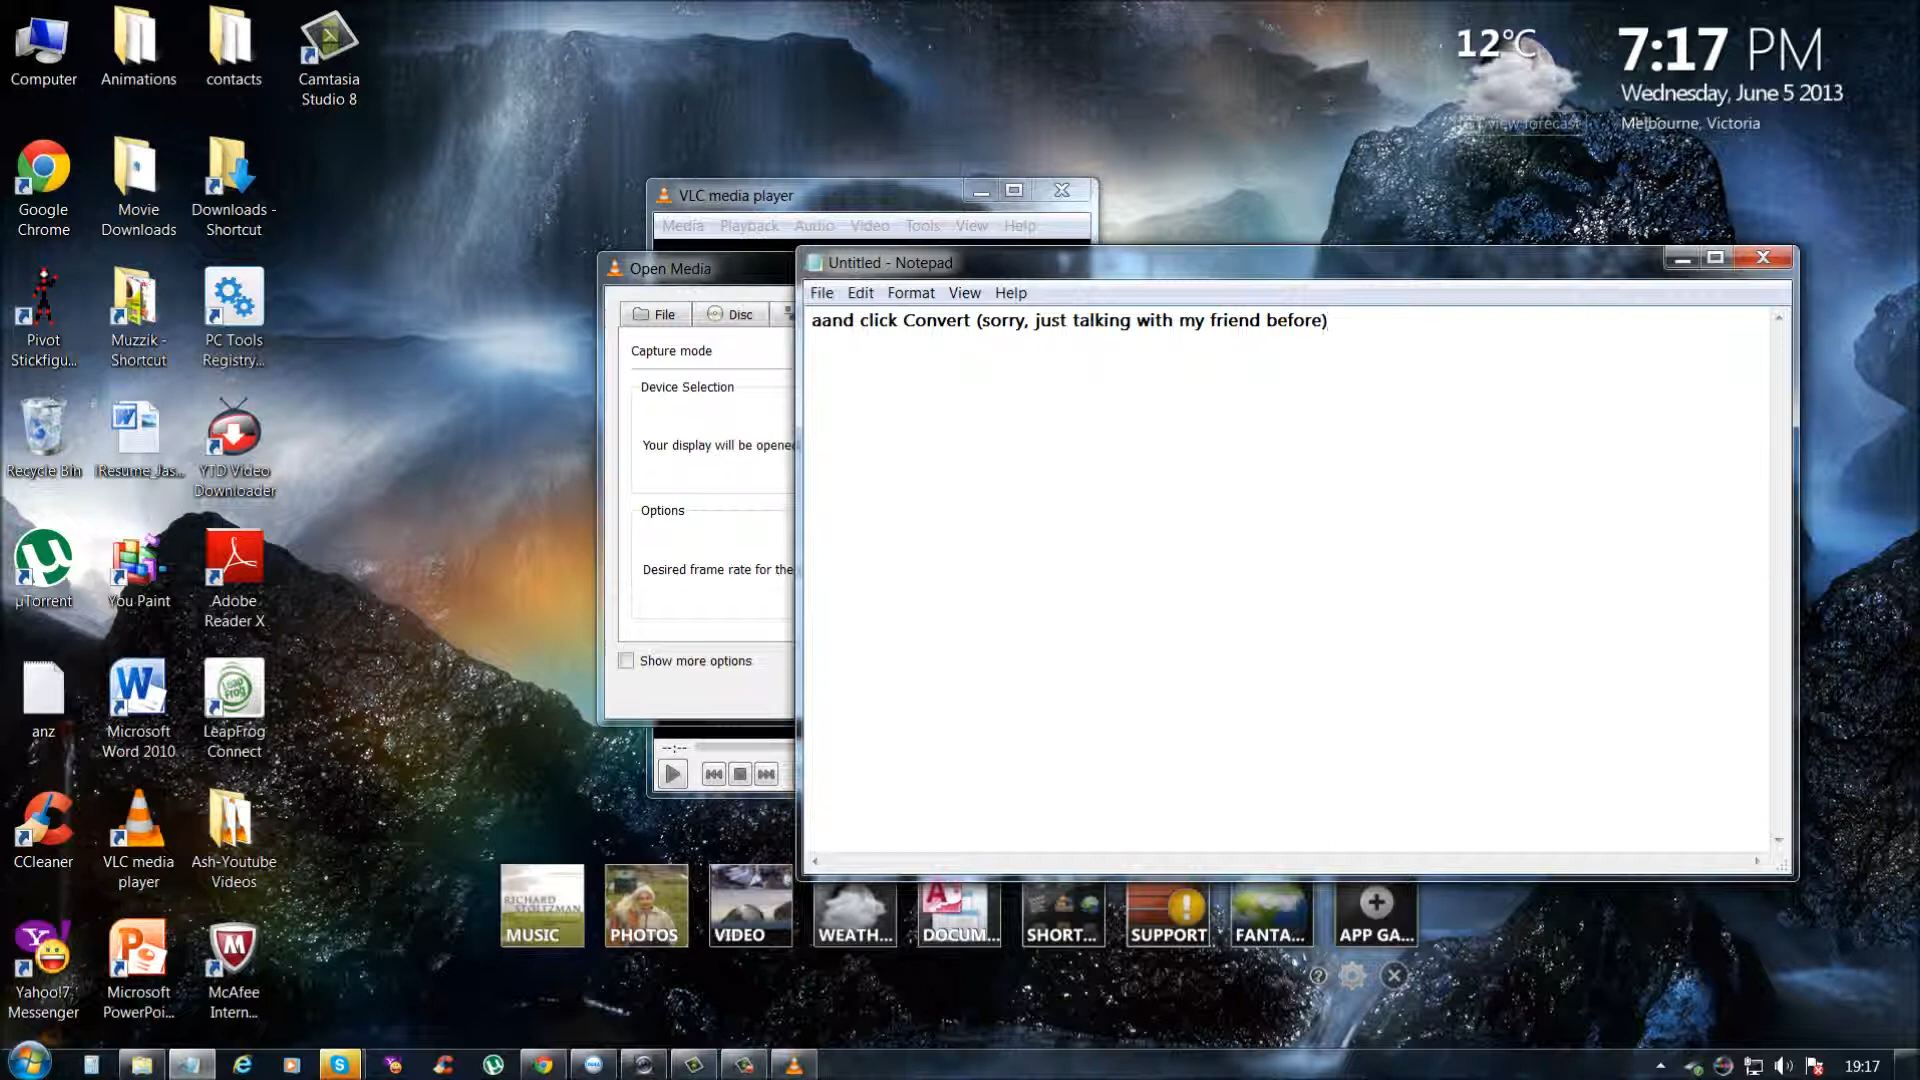 12°C
7:17 PM
Wednesday, June 5 2013
Melbourne, Victoria
Computer
Animations
contacts
Camtasia
Studio 8
Google
Chrome
Movie
Downloads
Downloads -
Shortcut
Pivot
Stickfigu...
Muzzik -
Shortcut
PC Tools
Registry...
Recycle Bin
YTD Video
Downloader
µTorrent
You Paint
Adobe
Reader X
anz
Microsoft
Word 2010
LeapFrog
Connect
CCleaner
VLC media
player
Ash-Youtube
Videos
Yahoo!7
Messenger
Microsoft
PowerPoi...
McAfee
Intern...
VLC media player
Media Playback Audio Video Tools View Help
Open Media
File Disc
Capture mode
Device Selection
Your display will be opened
Options
Desired frame rate for the
Show more options
--:--
Untitled - Notepad
File Edit Format View Help
aand click Convert (sorry, just talking with my friend before)
RICHARD
STOLTZMAN
MUSIC
PHOTOS
VIDEO
WEATH...
DOCUM...
SHORT...
SUPPORT
FANTA...
APP GA...
19:17